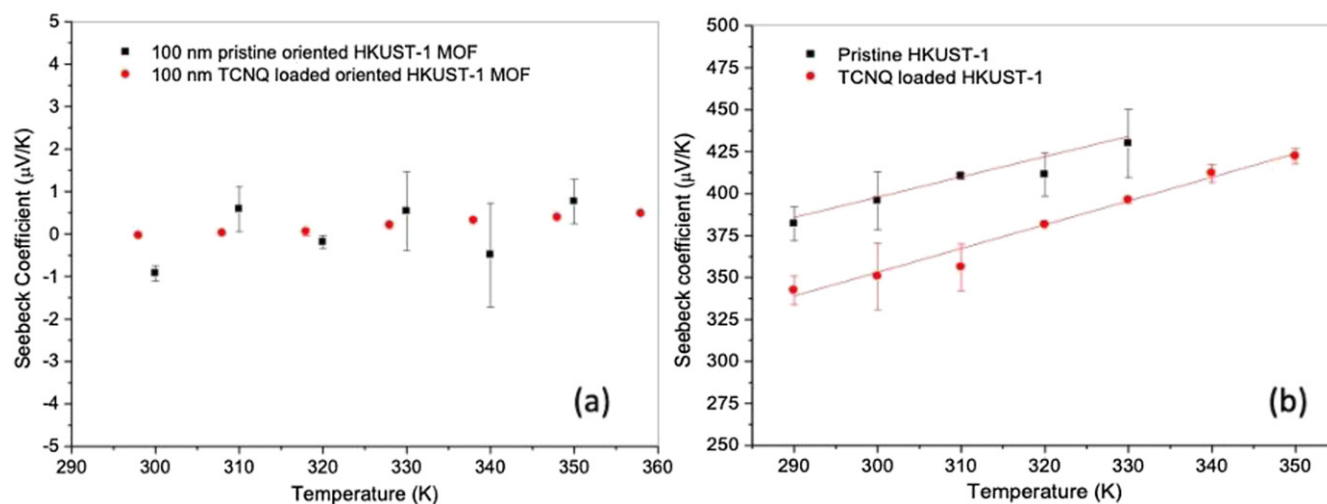 5
4
3
2
1
0
-1
-2
-3
-4
-5
Seebeck Coefficient (μV/K)
100 nm pristine oriented HKUST-1 MOF
100 nm TCNQ loaded oriented HKUST-1 MOF
(a)
290 300 310 320 330 340 350 360
Temperature (K)
500
475
450
425
400
375
350
325
300
275
250
Seebeck coefficient (μV/K)
Pristine HKUST-1
TCNQ loaded HKUST-1
(b)
290 300 310 320 330 340 350
Temperature (K)